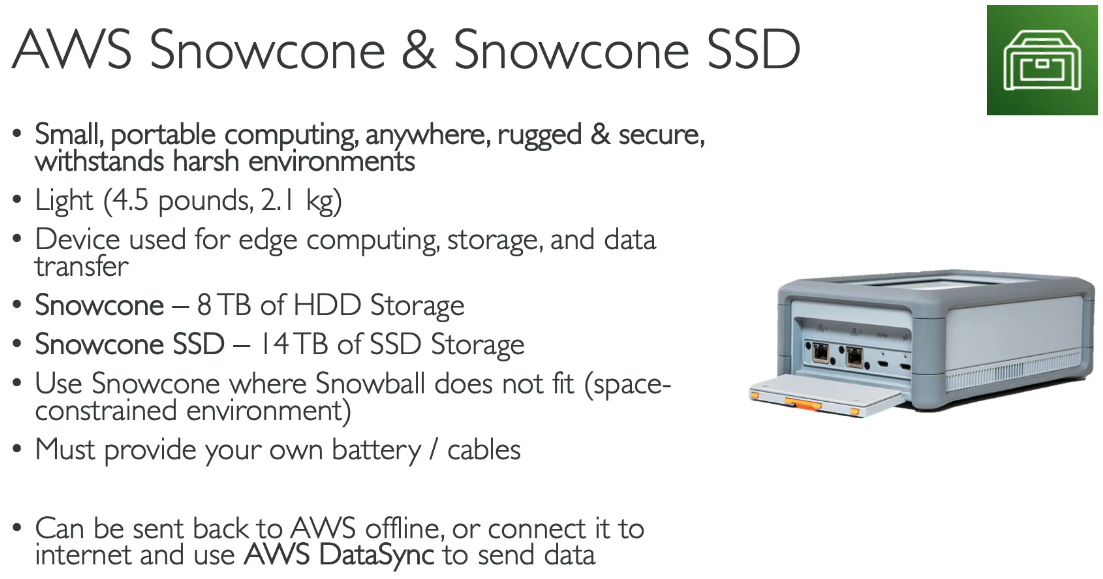 AWS Snowcone & Snowcone SSD
• Small, portable computing, anywhere, rugged & secure,
withstands harsh environments
• Light (4.5 pounds, 2.1 kg)
• Device used for edge computing, storage, and data
transfer
• Snowcone – 8 TB of HDD Storage
• Snowcone SSD – 14 TB of SSD Storage
• Use Snowcone where Snowball does not fit (space-
constrained environment)
• Must provide your own battery / cables
• Can be sent back to AWS offline, or connect it to
internet and use AWS DataSync to send data